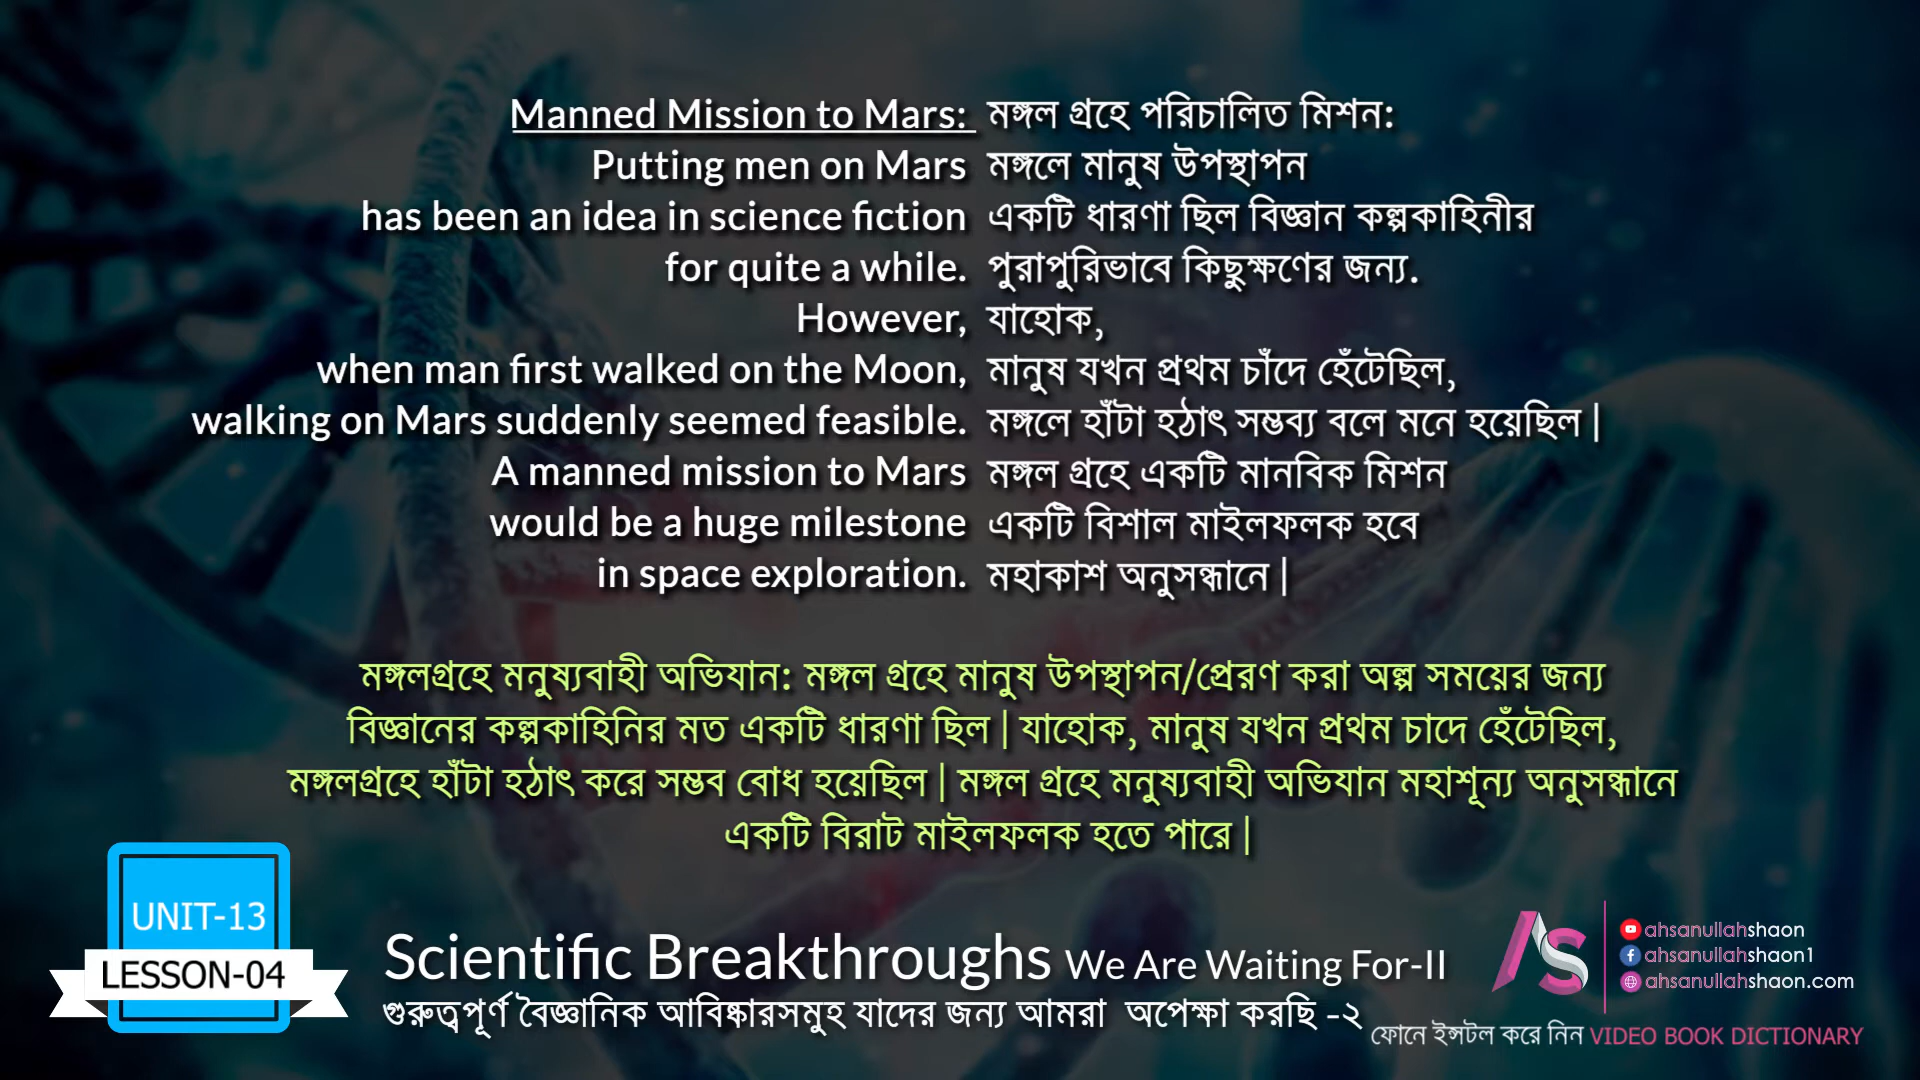 Manned Mission to Mars: মঙ্গল গ্রহে পরিচালিত মিশন:
Putting men on Mars মঙ্গলে মানুষ উপস্থাপন
has been an idea in science fiction একটি ধারণা ছিল বিজ্ঞান কল্পকাহিনীর
for quite a while. পুরাপুরিভাবে কিছুক্ষণের জন্য.
However, যাহোক,
when man first walked on the Moon, মানুষ যখন প্রথম চাঁদে হেঁটেছিল,
walking on Mars suddenly seemed feasible. মঙ্গলে হাঁটা হঠাৎ সম্ভব্য বলে মনে হয়েছিল |
A manned mission to Mars মঙ্গল গ্রহে একটি মানবিক মিশন
would be a huge milestone একটি বিশাল মাইলফলক হবে
in space exploration. মহাকাশ অনুসন্ধানে |
মঙ্গলগ্রহে মনুষ্যবাহী অভিযান: মঙ্গল গ্রহে মানুষ উপস্থাপন/প্রেরণ করা অল্প সময়ের জন্য
বিজ্ঞানের কল্পকাহিনির মত একটি ধারণা ছিল | যাহোক, মানুষ যখন প্রথম চাদে হেঁটেছিল,
মঙ্গলগ্রহে হাঁটা হঠাৎ করে সম্ভব বোধ হয়েছিল | মঙ্গল গ্রহে মনুষ্যবাহী অভিযান মহাশূন্য অনুসন্ধানে
একটি বিরাট মাইলফলক হতে পারে |
UNIT-13
LESSON-04
Scientific Breakthroughs We Are Waiting For-II
গুরুত্বপূর্ণ বৈজ্ঞানিক আবিষ্কারসমুহ যাদের জন্য আমরা অপেক্ষা করছি -২
AS
ahsanullahshaon
ahsanullahshaon1
ahsanullahshaon.com
ফোনে ইন্সটল করে নিন VIDEO BOOK DICTIONARY